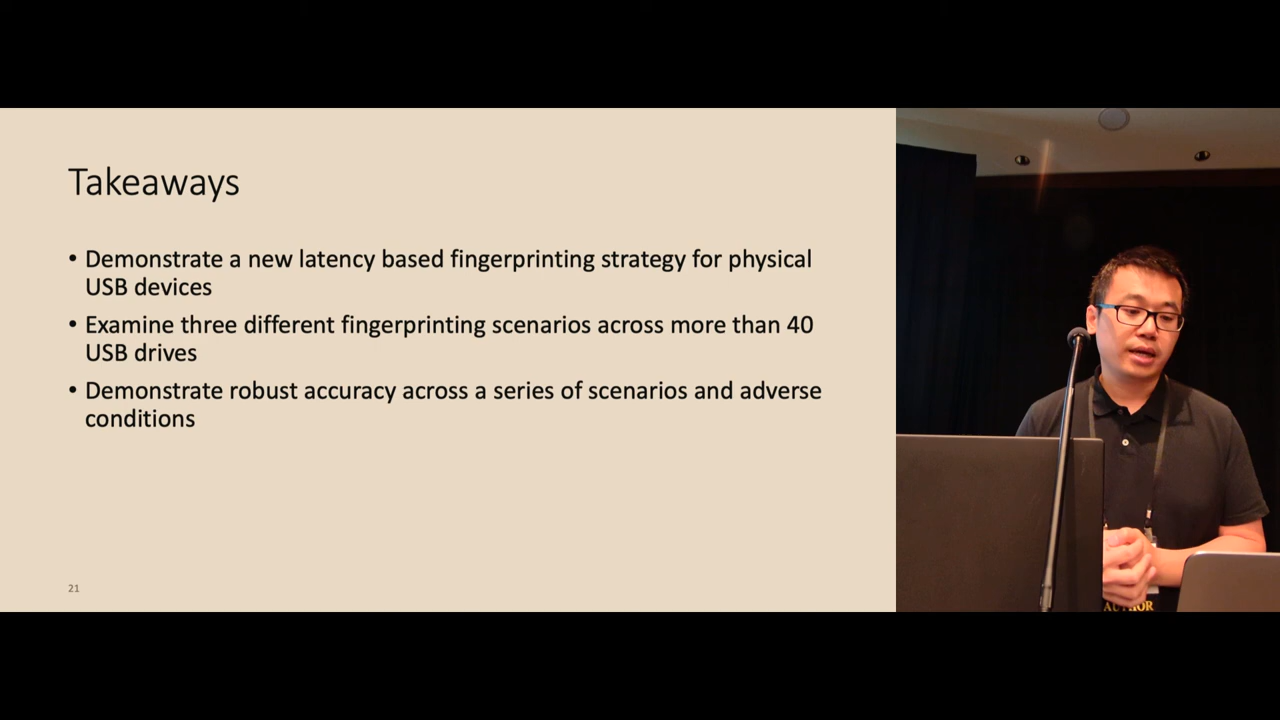 Takeaways
• Demonstrate a new latency based fingerprinting strategy for physical
USB devices
• Examine three different fingerprinting scenarios across more than 40
USB drives
• Demonstrate robust accuracy across a series of scenarios and adverse
conditions
21
AUTHOR